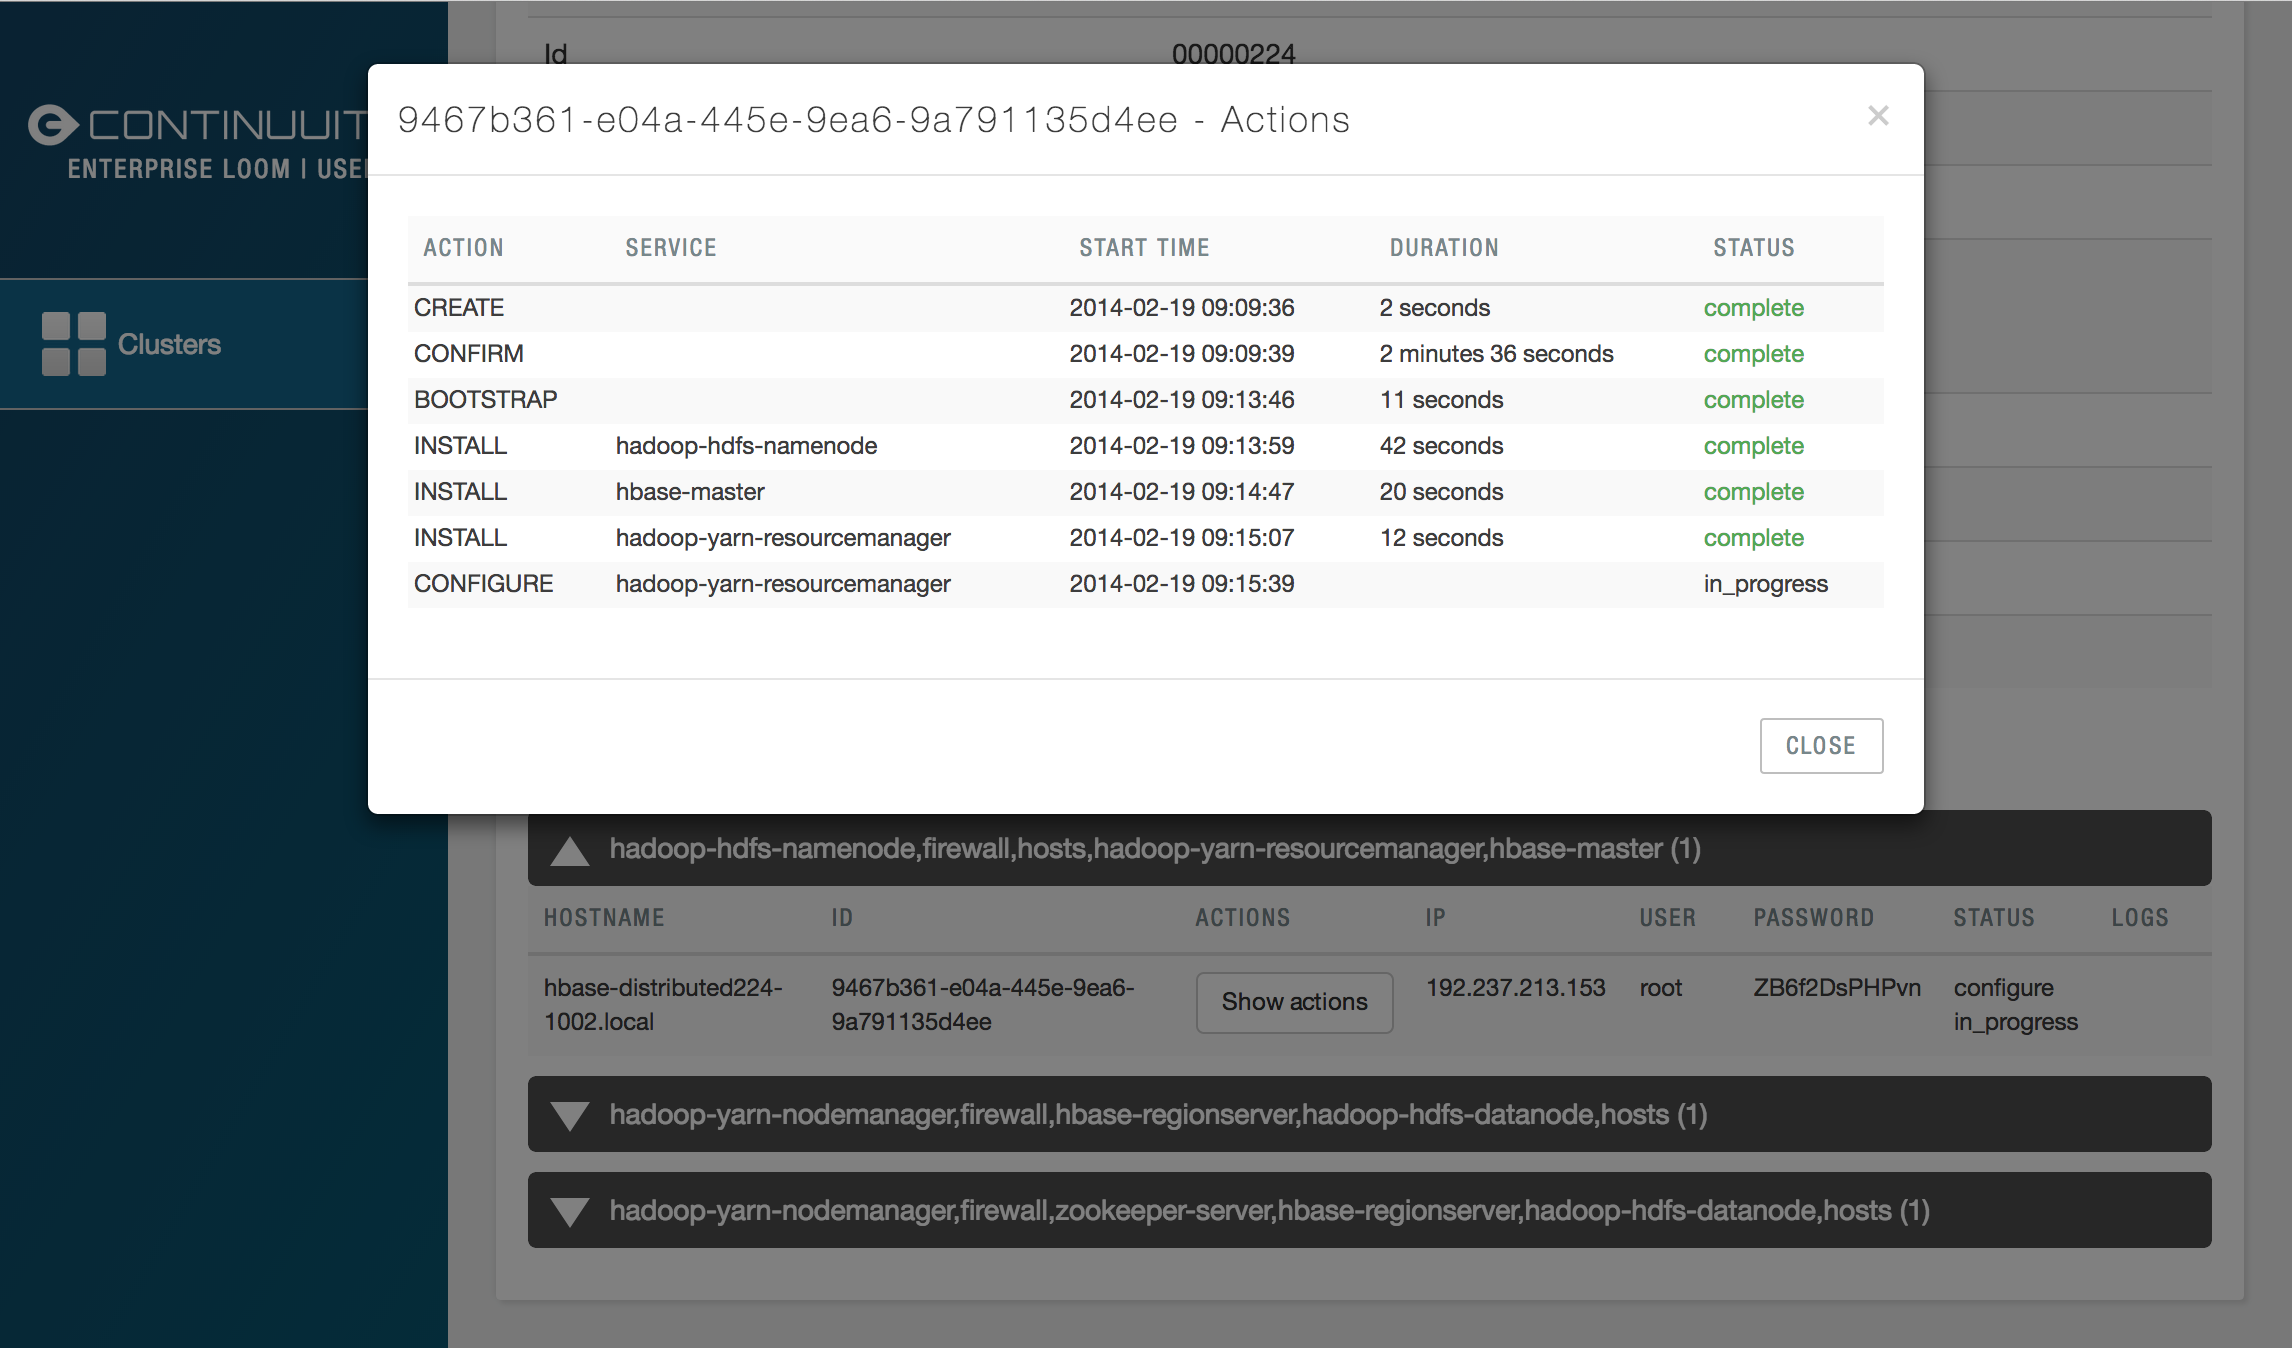 Id 00000224
CONTINUUIT
ENTERPRISE LOOM | USE
9467b361-e04a-445e-9ea6-9a791135d4ee - Actions
×
ACTION SERVICE START TIME DURATION STATUS
CREATE 2014-02-19 09:09:36 2 seconds complete
CONFIRM 2014-02-19 09:09:39 2 minutes 36 seconds complete
BOOTSTRAP 2014-02-19 09:13:46 11 seconds complete
INSTALL hadoop-hdfs-namenode 2014-02-19 09:13:59 42 seconds complete
INSTALL hbase-master 2014-02-19 09:14:47 20 seconds complete
INSTALL hadoop-yarn-resourcemanager 2014-02-19 09:15:07 12 seconds complete
CONFIGURE hadoop-yarn-resourcemanager 2014-02-19 09:15:39 in_progress
Clusters
CLOSE
hadoop-hdfs-namenode,firewall,hosts,hadoop-yarn-resourcemanager,hbase-master (1)
HOSTNAME ID ACTIONS IP USER PASSWORD STATUS LOGS
hbase-distributed224- 9467b361-e04a-445e-9ea6- Show actions 192.237.213.153 root ZB6f2DsPHPvn configure
1002.local 9a791135d4ee in_progress
hadoop-yarn-nodemanager,firewall,hbase-regionserver,hadoop-hdfs-datanode,hosts (1)
hadoop-yarn-nodemanager,firewall,zookeeper-server,hbase-regionserver,hadoop-hdfs-datanode,hosts (1)